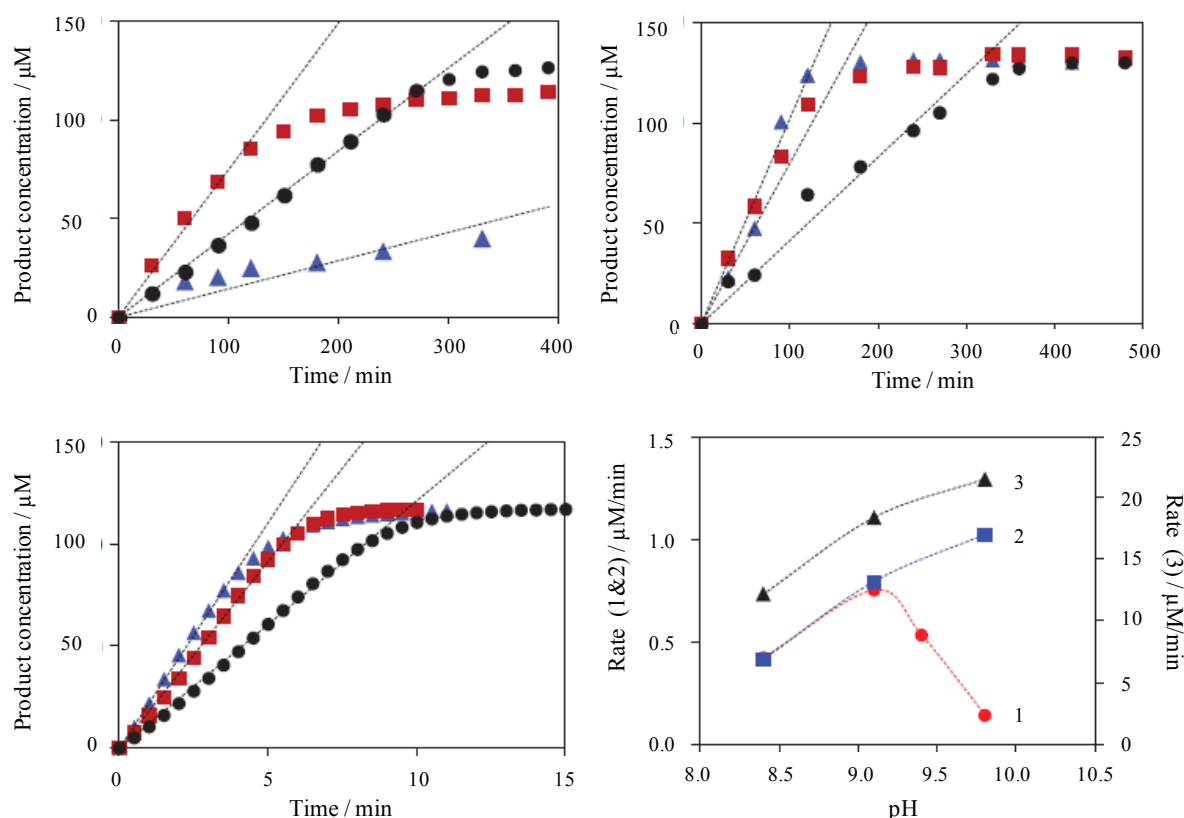 Product concentration / µM
150
100
50
0
0 100 200 300 400
Time / min
Product concentration / µM
150
100
50
0
0 100 200 300 400 500
Time / min
Product concentration / µM
150
100
50
0
0 5 10 15
Time / min
Rate (1&2) / µM/min
1.5
1.0
0.5
0.0
3
2
1
25
20
15
10
5
0
Rate (3) / µM/min
8.0 8.5 9.0 9.5 10.0 10.5
pH